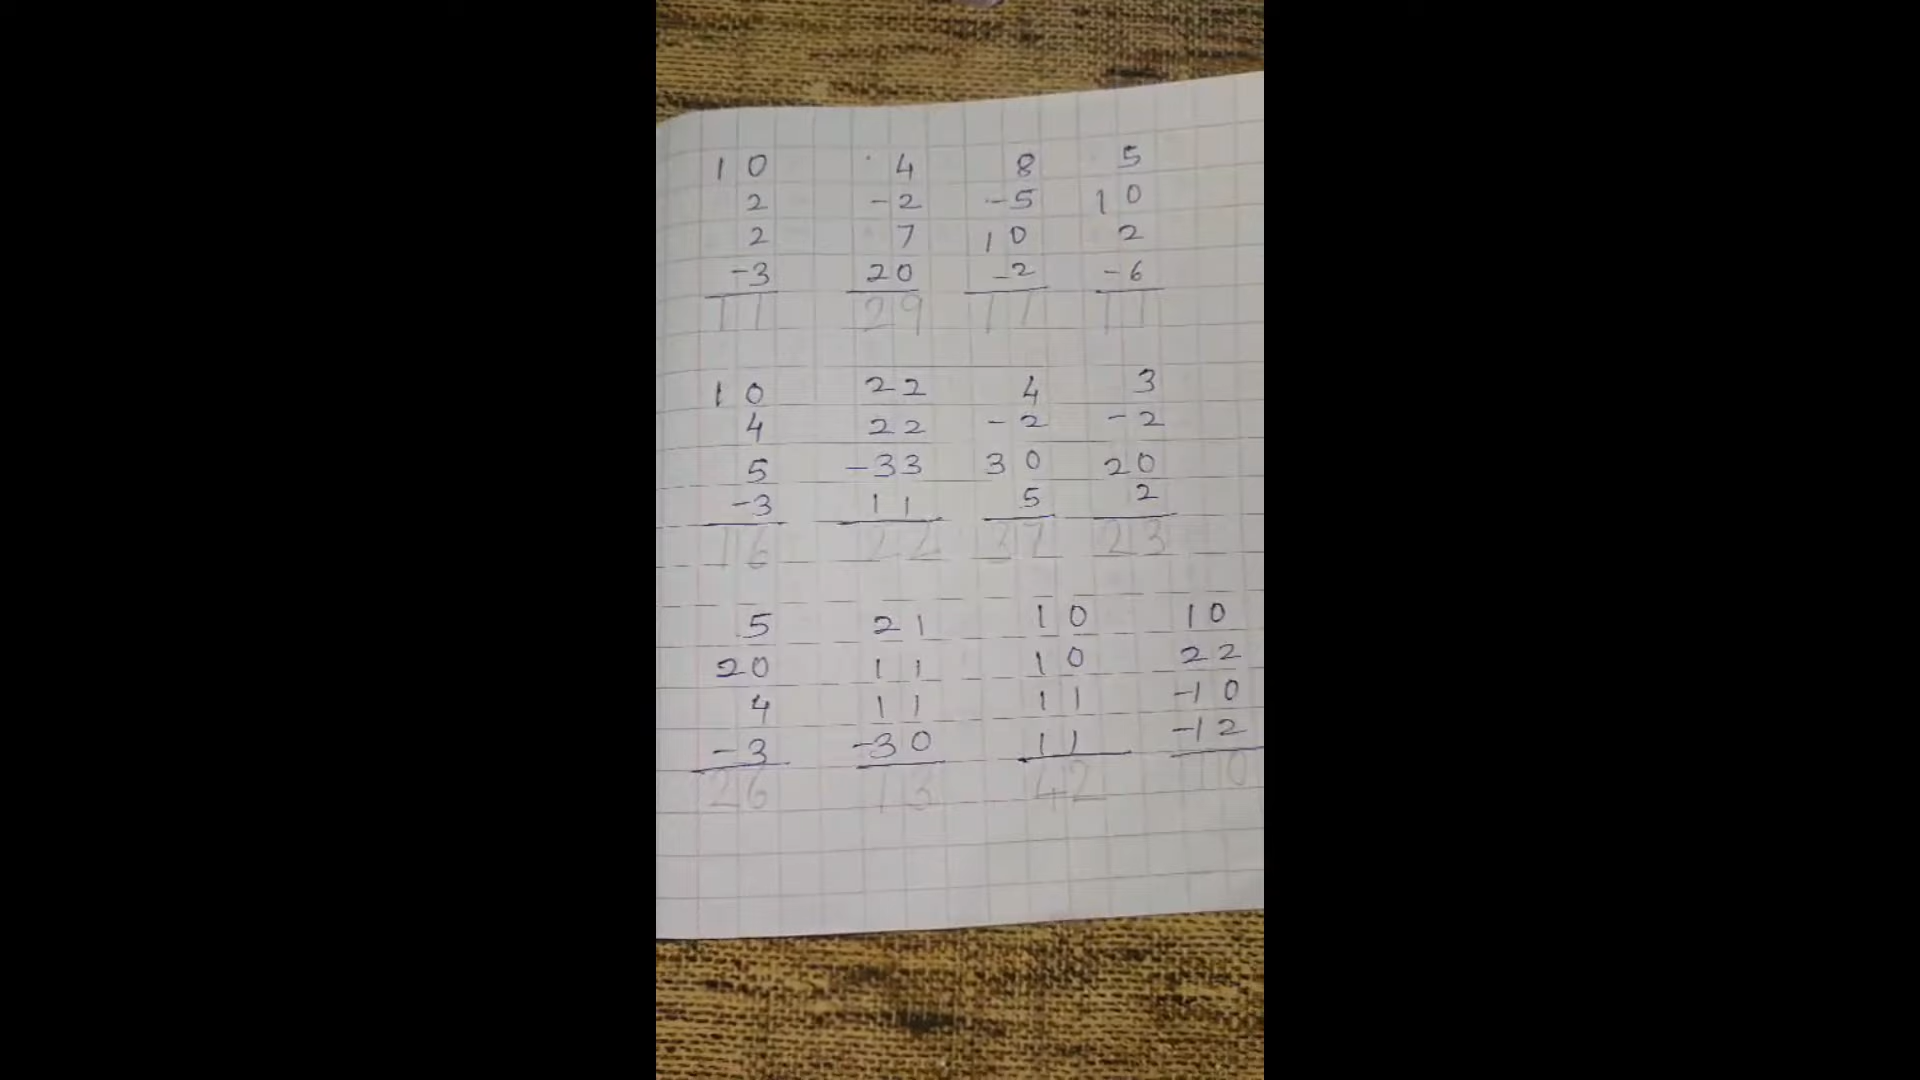 10 4 8 5
2 -2 -5 10
2 7 10 2
-3 20 -2 -6
11 29 11 11
10 22 4 3
4 22 -2 -2
5 -33 30 20
-3 11 5 2
16 22 37 23
5 21 10 10
20 11 10 22
4 11 11 -10
-3 -30 11 -12
26 13 42 10